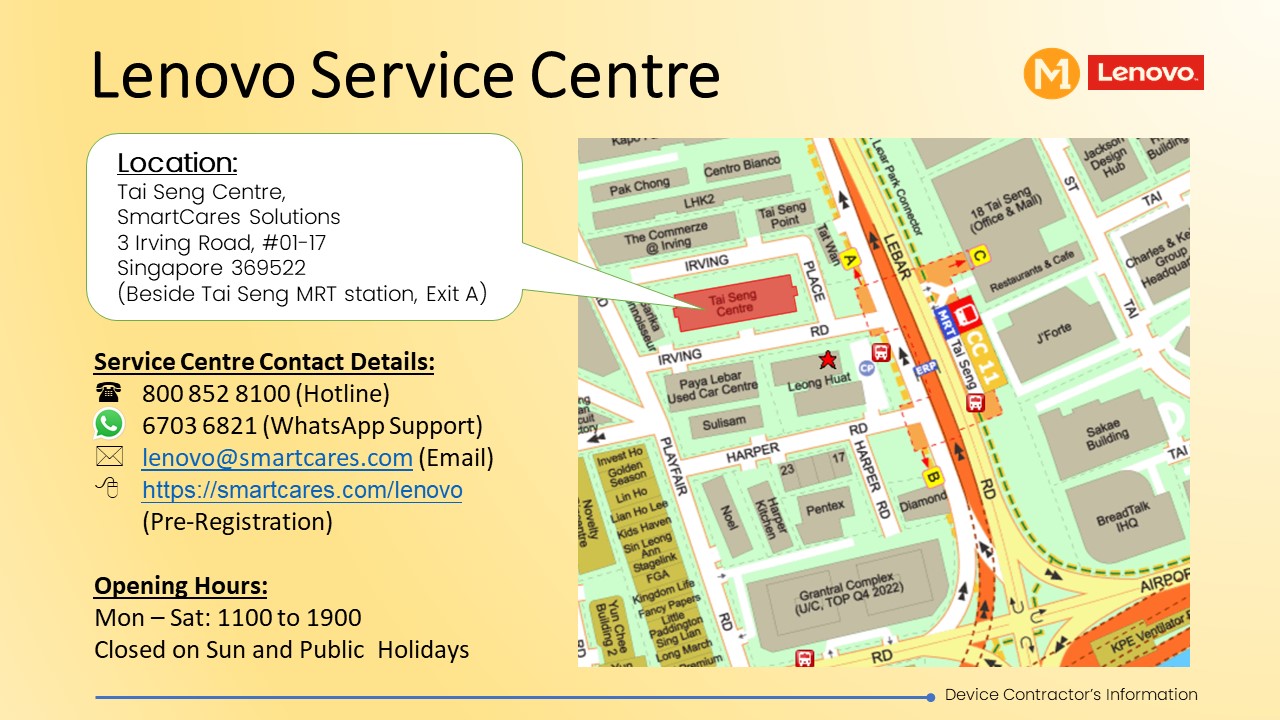 Lenovo Service Centre
M1
Lenovo
Location:
Tai Seng Centre,
SmartCares Solutions
3 Irving Road, #01-17
Singapore 369522
(Beside Tai Seng MRT station, Exit A)
Service Centre Contact Details:
800 852 8100 (Hotline)
6703 6821 (WhatsApp Support)
lenovo@smartcares.com (Email)
https://smartcares.com/lenovo
(Pre-Registration)
Opening Hours:
Mon – Sat: 1100 to 1900
Closed on Sun and Public Holidays
Pak Chong
Centro Bianco
LHK2
The Commerze
@ Irving
Tai Seng
Point
Tat Wan
IRVING
PLACE
Tai Seng
Centre
IRVING
RD
Paya Lebar
Used Car Centre
Sulisam
Leong Huat
CP
ERP
A
B
C
LEBAR
RD
Park Connector
18 Tai Seng
(Office & Mall)
Restaurants & Cafe
Jackson
Design
Hub
Building
ST
TAI
Charles & Ke
Group
Headqua
TAI
J'Forte
MRT
Tai Seng
CC 11
Sakae
Building
TAI
BreadTalk
IHQ
HARPER
RD
HARPER
RD
23
17
Noel
Harper
Kitchen
Pentex
Diamond
PLAYFAIR
RD
Invest Ho
Golden
Season
Lin Ho
Lian Ho Lee
Kids Haven
Sin Leong
Ann
Stagelink
FGA
Kingdom Life
Fancy Papers
Little
Paddington
Sing Lian
Long March
Premium
Novelty
Yun Chee
Building 2
Grantral Complex
(U/C, TOP Q4 2022)
RD
AIRPOR
KPE Ventilator
Device Contractor's Information